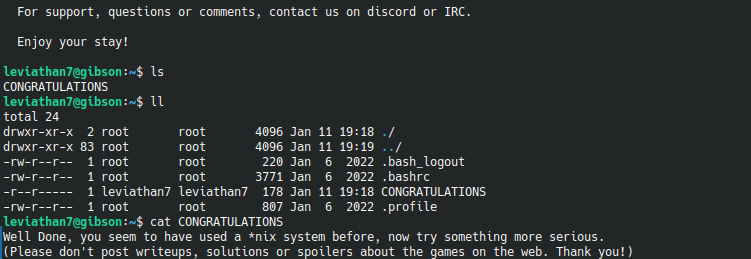 For support, questions or comments, contact us on discord or IRC.
Enjoy your stay!
leviathan7@gibson:~$ ls
CONGRATULATIONS
leviathan7@gibson:~$ ll
total 24
drwxr-xr-x  2 root       root       4096 Jan 11 19:18 ./
drwxr-xr-x 83 root       root       4096 Jan 11 19:19 ../
-rw-r--r--  1 root       root        220 Jan  6  2022 .bash_logout
-rw-r--r--  1 root       root       3771 Jan  6  2022 .bashrc
-r--r-----  1 leviathan7 leviathan7  178 Jan 11 19:18 CONGRATULATIONS
-rw-r--r--  1 root       root        807 Jan  6  2022 .profile
leviathan7@gibson:~$ cat CONGRATULATIONS
Well Done, you seem to have used a *nix system before, now try something more serious.
(Please don't post writeups, solutions or spoilers about the games on the web. Thank you!)